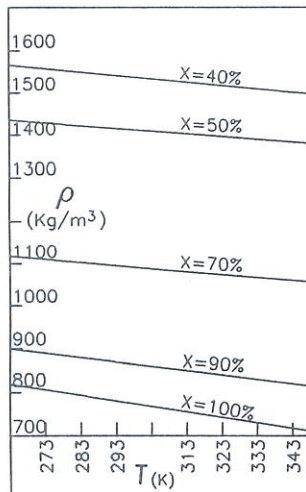 1600
X=40%
1500
X=50%
1400
1300
ρ
(Kg/m³)
1100
X=70%
1000
900
X=90%
800
X=100%
700
273 283 293 313 323 333 343
T(K)